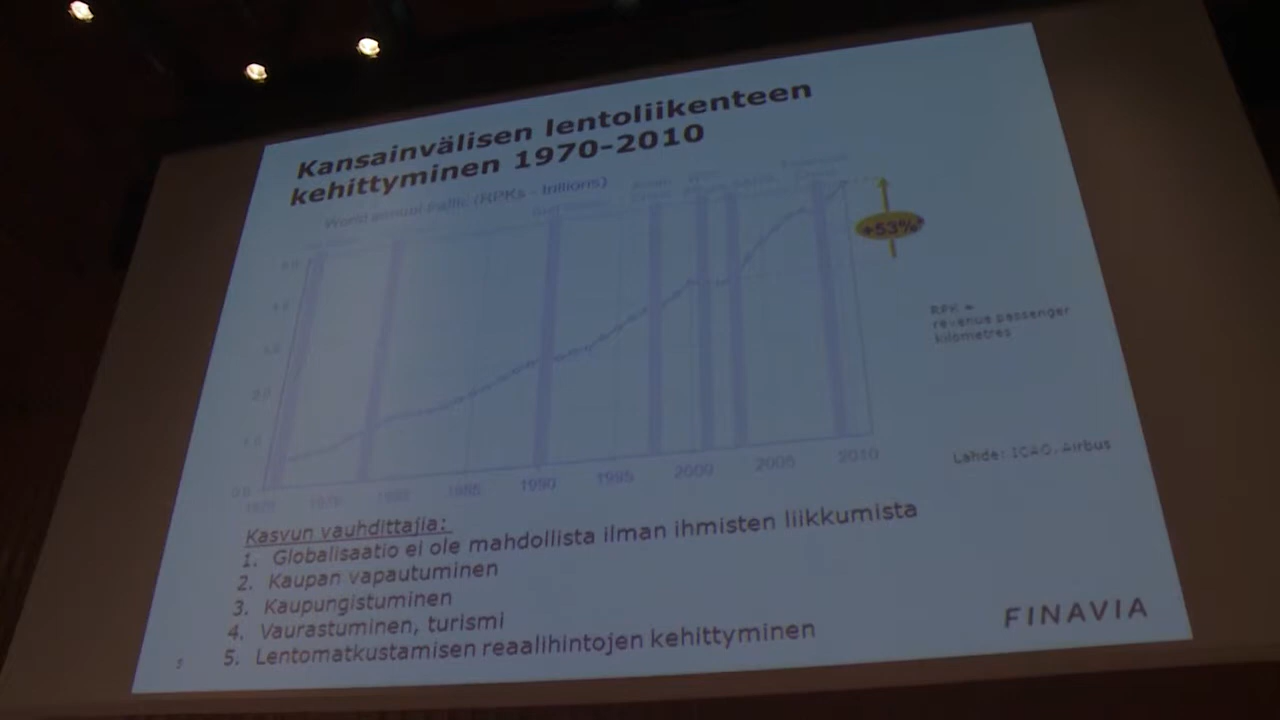 Kansainvälisen lentoliikenteen
kehittyminen 1970-2010
World annual traffic (RPKs - trillions)
+53%*
RPK =
revenue passenger
kilometres
1985 1990 1995 2000 2005 2010
Lähde: ICAO, Airbus
Kasvun vauhdittajia:
1. Globalisaatio ei ole mahdollista ilman ihmisten liikkumista
2. Kaupan vapautuminen
3. Kaupungistuminen
4. Vaurastuminen, turismi
5. Lentomatkustamisen reaalihintojen kehittyminen
FINAVIA